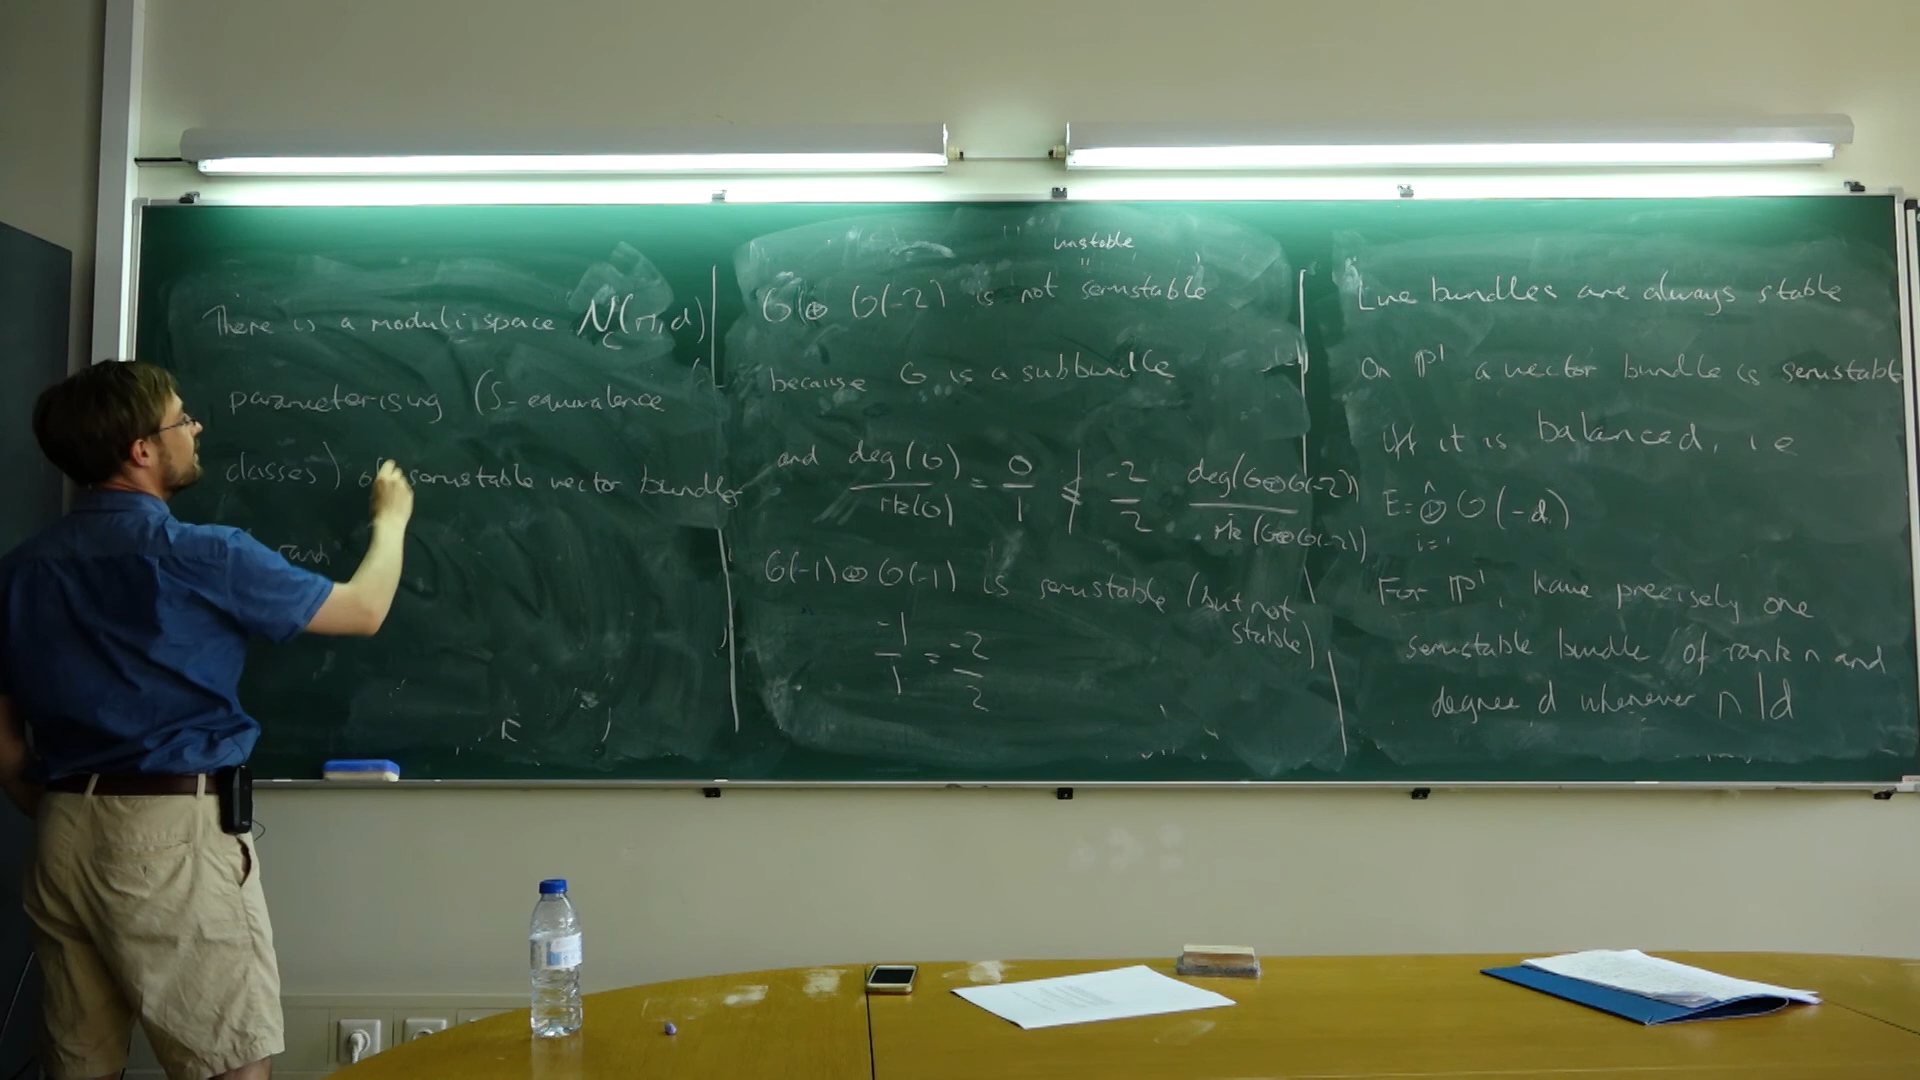 There is a moduli space N_C(n,d)
parameterising (S-equivalence
classes) of semistable vector bundles
rank
unstable
O ⊕ O(-2) is not semistable
because O is a subbundle
and deg(O)/rk(O) = 0/1 ≮ -2/2 deg(O⊕O(-2))/rk(O⊕O(-2))
O(-1)⊕O(-1) is semistable (but not
stable)
-1/1 = -2/2
Line bundles are always stable
On P¹ a vector bundle is semistable
iff it is balanced, ie
E = ⊕ᵢ₌₁ⁿ O(-d)
For P¹, have precisely one
semistable bundle of rank n and
degree d whenever n|d